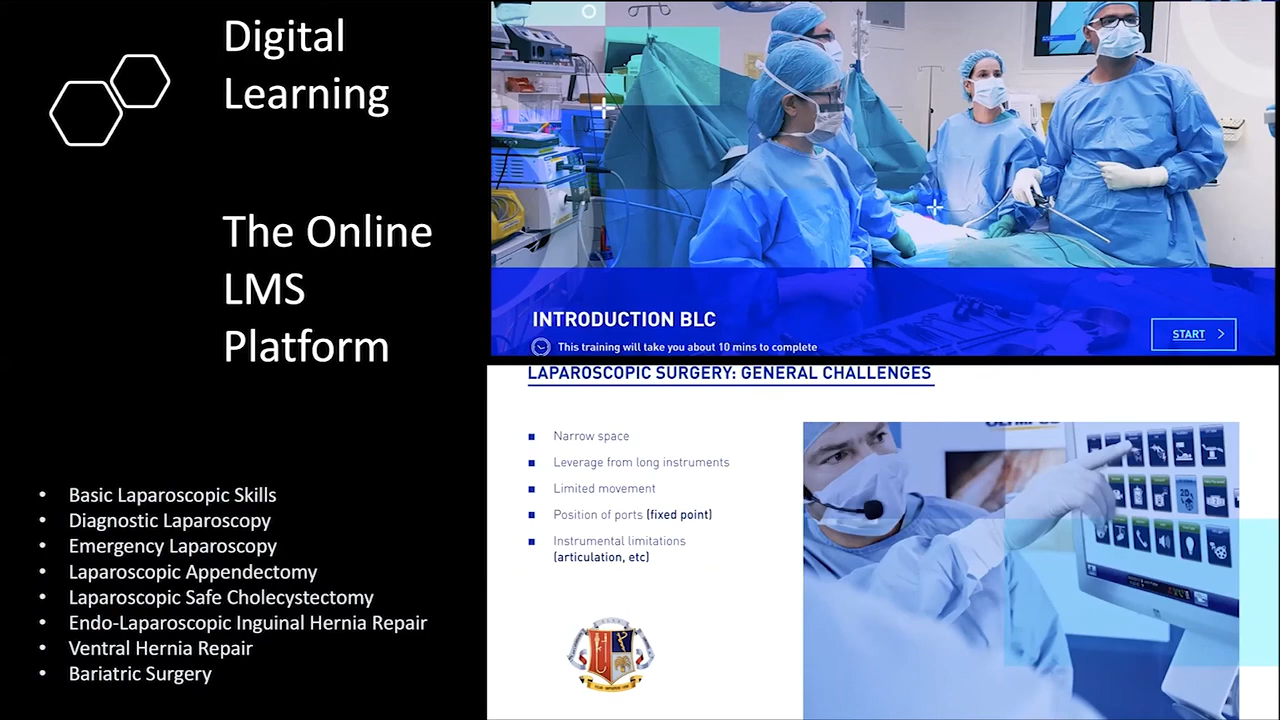 Digital
Learning
The Online
LMS
Platform
• Basic Laparoscopic Skills
• Diagnostic Laparoscopy
• Emergency Laparoscopy
• Laparoscopic Appendectomy
• Laparoscopic Safe Cholecystectomy
• Endo-Laparoscopic Inguinal Hernia Repair
• Ventral Hernia Repair
• Bariatric Surgery
INTRODUCTION BLC
This training will take you about 10 mins to complete
START
LAPAROSCOPIC SURGERY: GENERAL CHALLENGES
■ Narrow space
■ Leverage from long instruments
■ Limited movement
■ Position of ports (fixed point)
■ Instrumental limitations
(articulation, etc)
2D